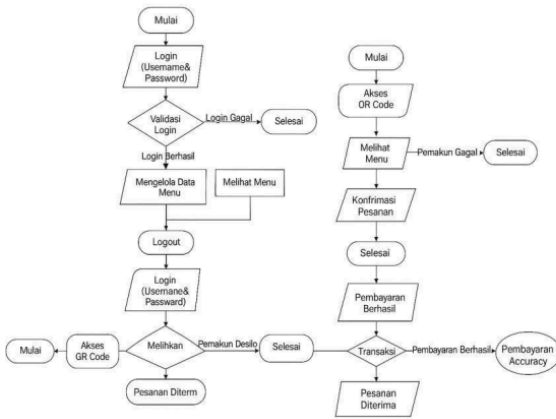 Mulai
Login
(Usemame&
Password)
Validasi
Login
Login Gagal
Selesai
Login Berhasil
Mengelola Data
Menu
Melihat Menu
Logout
Login
(Usernane&
Passward)
Mulai
Akses
GR Code
Melihkan
Pemakun Desilo
Selesai
Pesanan Diterm
Mulai
Akses
OR Code
Melihat
Menu
Pemakun Gagal
Selesai
Konfrimasi
Pesanan
Selesai
Pembayaran
Berhasil
Transaksi
Pembayaran Berhasil
Pembayaran
Accuracy
Pesanan
Diterima